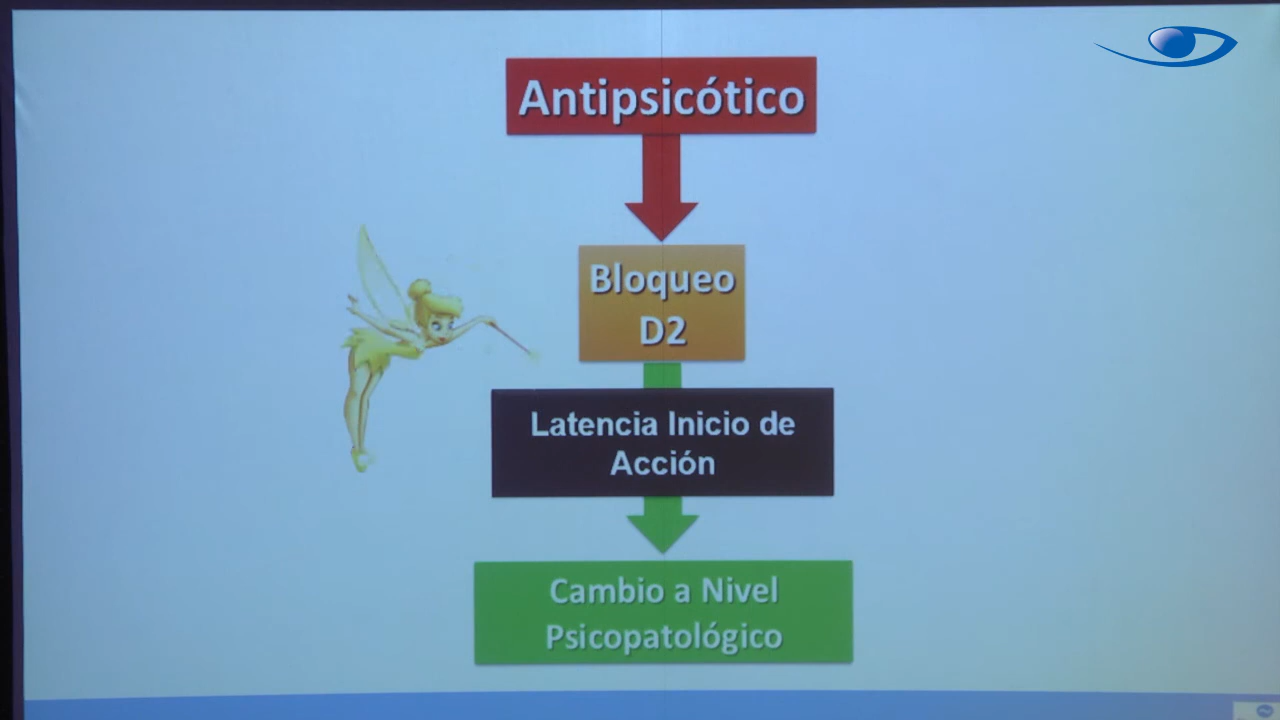 Antipsicótico
Bloqueo
D2
Latencia Inicio de
Acción
Cambio a Nivel
Psicopatológico